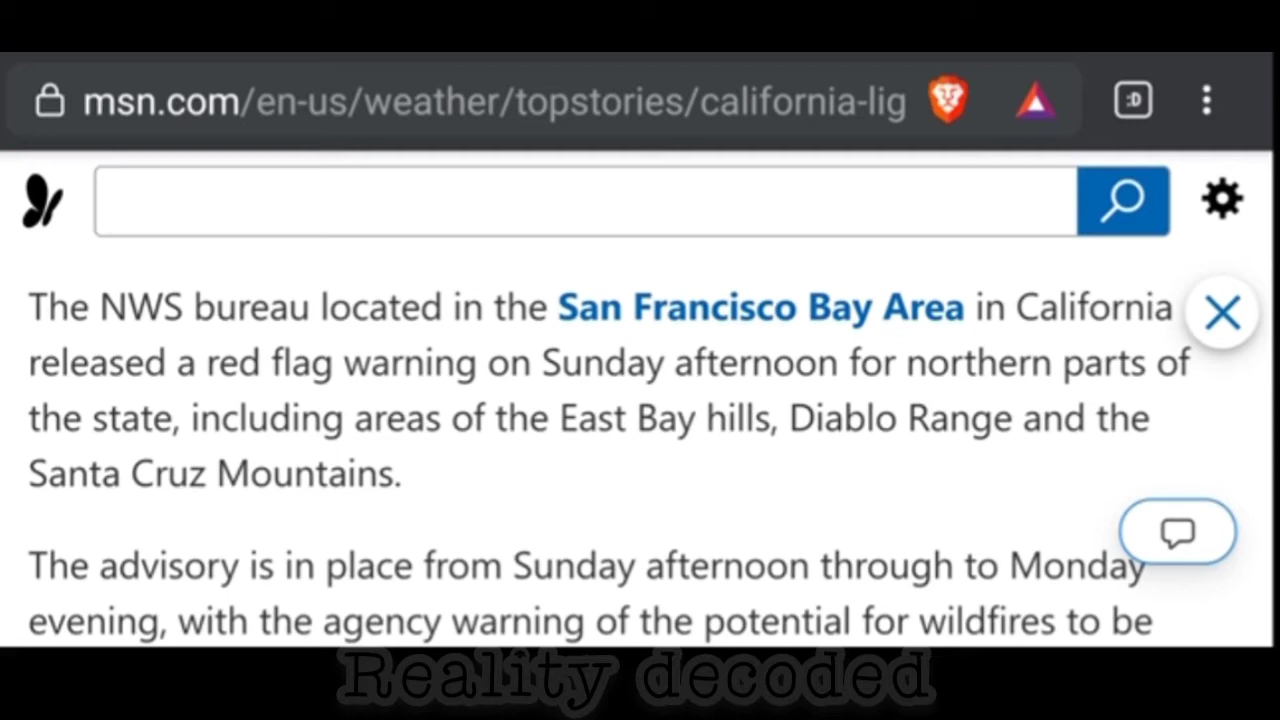 msn.com/en-us/weather/topstories/california-lig
:D
The NWS bureau located in the San Francisco Bay Area in California
released a red flag warning on Sunday afternoon for northern parts of
the state, including areas of the East Bay hills, Diablo Range and the
Santa Cruz Mountains.
The advisory is in place from Sunday afternoon through to Monday
evening, with the agency warning of the potential for wildfires to be
Reality decoded